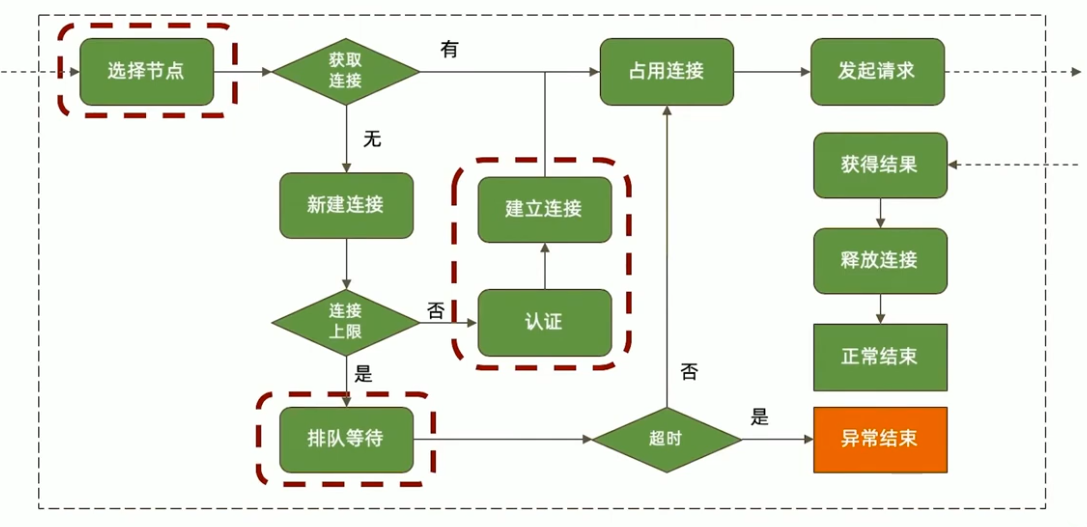 选择节点
获取
连接
有
占用连接
发起请求
无
获得结果
新建连接
建立连接
释放连接
连接
上限
否
认证
正常结束
是
否
排队等待
超时
是
异常结束